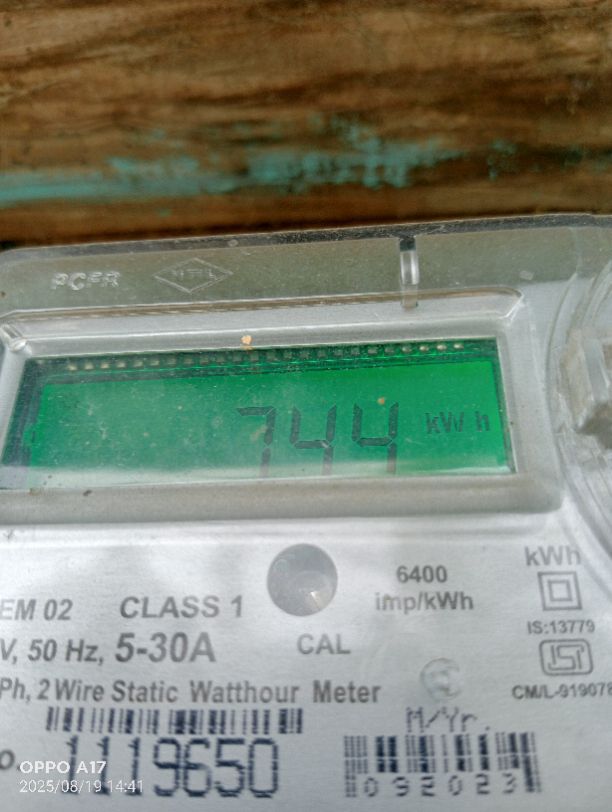 PCFR
744 kWh
6400
imp/kWh
kWh
EM 02 CLASS 1
CAL
IS:13779
V, 50 Hz, 5-30A
Ph, 2 Wire Static Watthour Meter
CM/L-919078
M/Yr.
1119650
092023
OPPO A17
2025/08/19 14:41